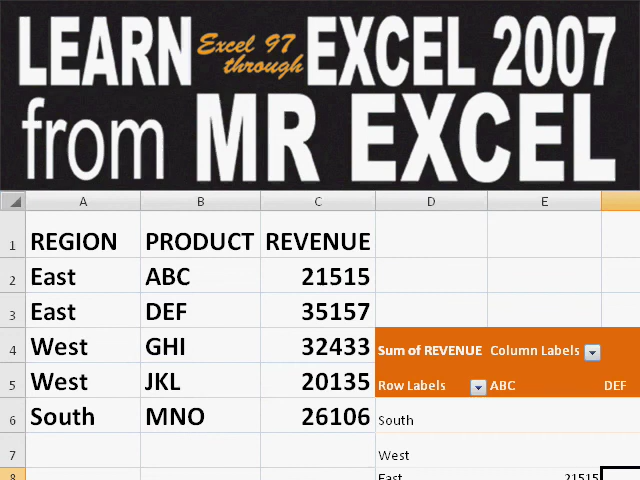 LEARN Excel 97 through EXCEL 2007
from MR EXCEL
A B C D E
1 REGION PRODUCT REVENUE
2 East ABC 21515
3 East DEF 35157
4 West GHI 32433 Sum of REVENUE Column Labels
5 West JKL 20135 Row Labels ABC DEF
6 South MNO 26106 South
7 West
8 East 21515